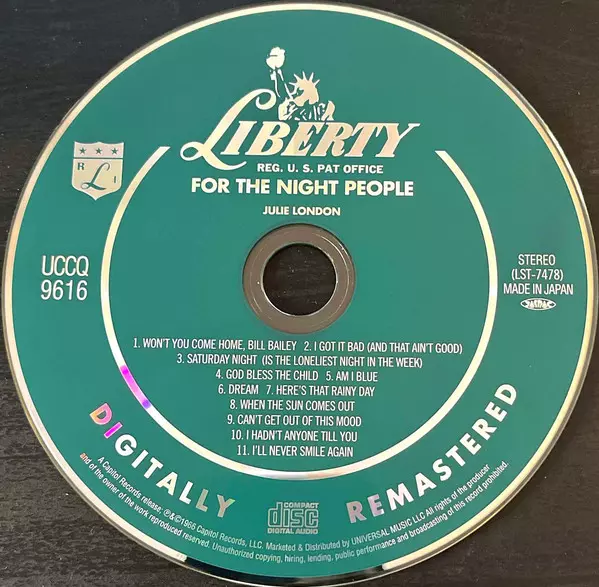 LIBERTY
REG. U. S. PAT OFFICE
FOR THE NIGHT PEOPLE
JULIE LONDON
R L I
UCCQ
9616
STEREO
(LST-7478)
MADE IN JAPAN
JASRAC
1. WON'T YOU COME HOME, BILL BAILEY 2. I GOT IT BAD (AND THAT AIN'T GOOD)
3. SATURDAY NIGHT (IS THE LONELIEST NIGHT IN THE WEEK)
4. GOD BLESS THE CHILD 5. AM I BLUE
6. DREAM 7. HERE'S THAT RAINY DAY
8. WHEN THE SUN COMES OUT
9. CAN'T GET OUT OF THIS MOOD
10. I HADN'T ANYONE TILL YOU
11. I'LL NEVER SMILE AGAIN
DIGITALLY REMASTERED
COMPACT
disc
DIGITAL AUDIO
A Capitol Records release; ℗&©1966 Capitol Records, LLC. Marketed & Distributed by UNIVERSAL MUSIC LLC All rights of the producer
and of the owner of the work reproduced reserved. Unauthorized copying, hiring, lending, public performance and broadcasting of this record prohibited.